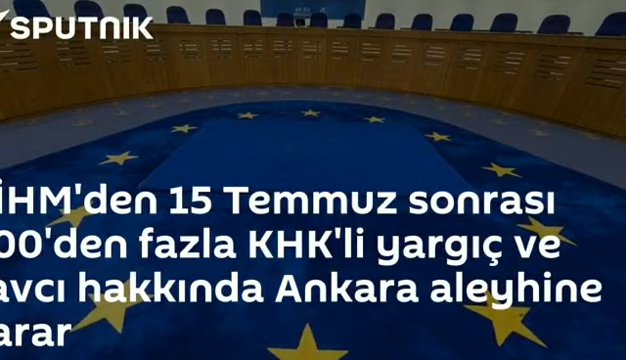 SPUTNIK
İHM'den 15 Temmuz sonrası
00'den fazla KHK'li yargıç ve
avcı hakkında Ankara aleyhine
arar